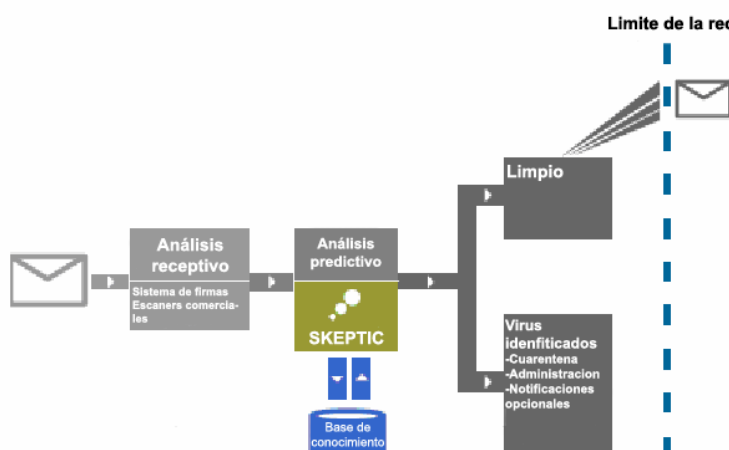 Limite de la red
Limpio
Análisis
receptivo
Sistema de firmas
Escaners comercia-
les
Análisis
predictivo
SKEPTIC
Virus
idenfiticados
-Cuarentena
-Administracion
-Notificaciones
opcionales
Base de
conocimiento